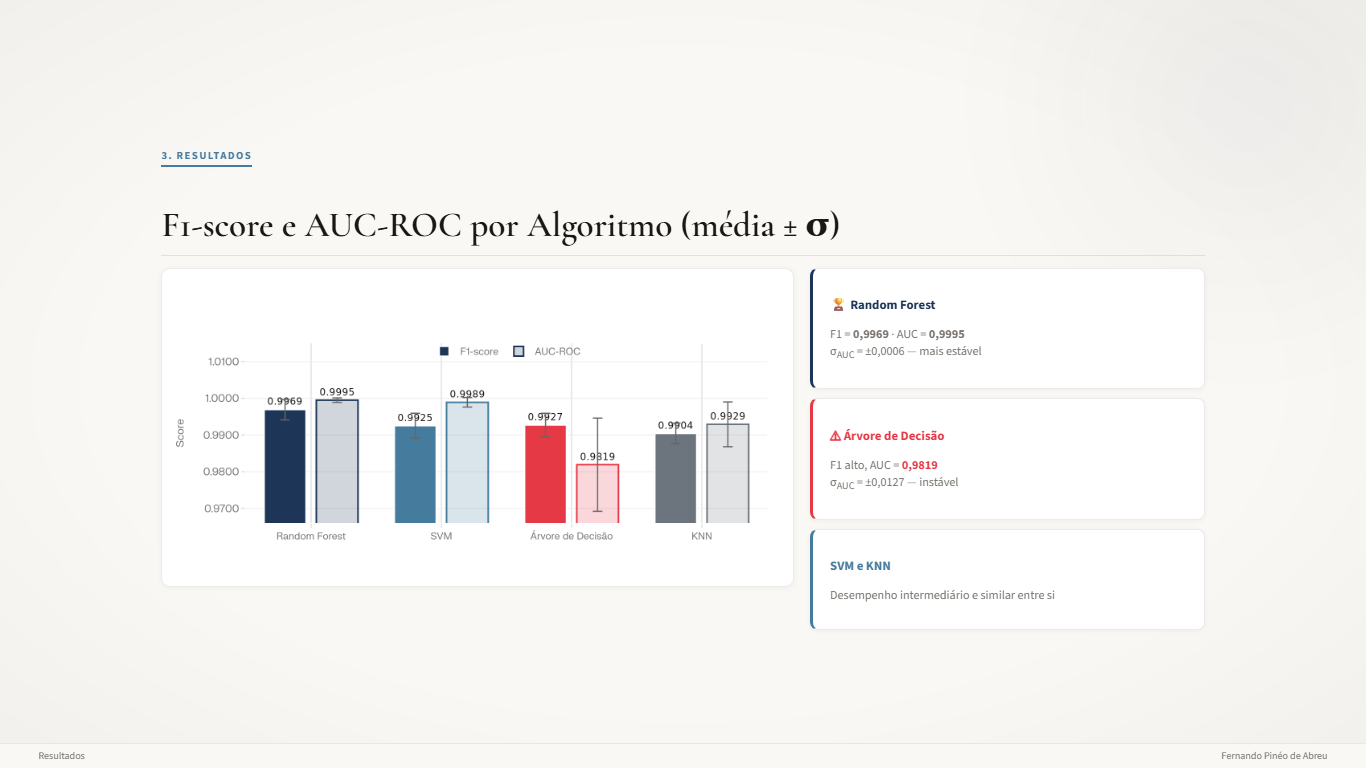 3. RESULTADOS
F1-score e AUC-ROC por Algoritmo (média ± σ)
F1-score AUC-ROC
Score
1.0100
1.0000
0.9900
0.9800
0.9700
0.9969
0.9995
0.9925
0.9989
0.9927
0.9819
0.9904
0.9929
Random Forest
SVM
Árvore de Decisão
KNN
🏆 Random Forest
F1 = 0,9969 · AUC = 0,9995
σAUC = ±0,0006 — mais estável
⚠ Árvore de Decisão
F1 alto, AUC = 0,9819
σAUC = ±0,0127 — instável
SVM e KNN
Desempenho intermediário e similar entre si
Resultados
Fernando Pinéo de Abreu